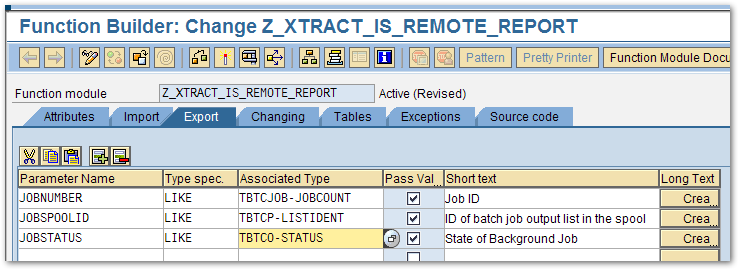 Function Builder: Change Z_XTRACT_IS_REMOTE_REPORT
Pattern Pretty Printer Function Module Docu
Function module Z_XTRACT_IS_REMOTE_REPORT Active (Revised)
Attributes Import Export Changing Tables Exceptions Source code
Parameter Name Type spec. Associated Type Pass Val... Short text Long Text
JOBNUMBER LIKE TBTCJOB-JOBCOUNT Job ID Crea...
JOBSPOOLID LIKE TBTCP-LISTIDENT ID of batch job output list in the spool Crea...
JOBSTATUS LIKE TBTCO-STATUS State of Background Job Crea...